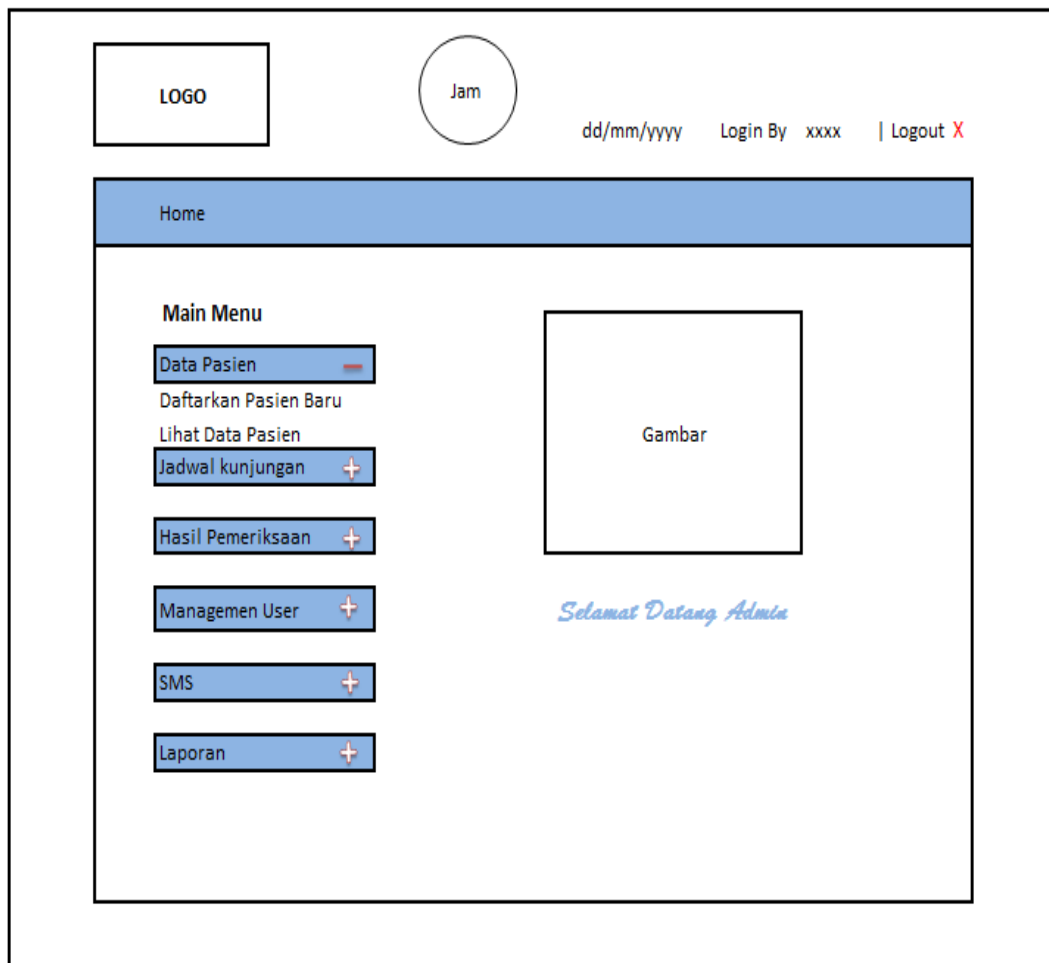 LOGO
Jam
dd/mm/yyyy Login By xxxx | Logout X
Home
Main Menu
Data Pasien
Daftarkan Pasien Baru
Lihat Data Pasien
Jadwal kunjungan
Hasil Pemeriksaan
Managemen User
SMS
Laporan
Gambar
Selamat Datang Admin